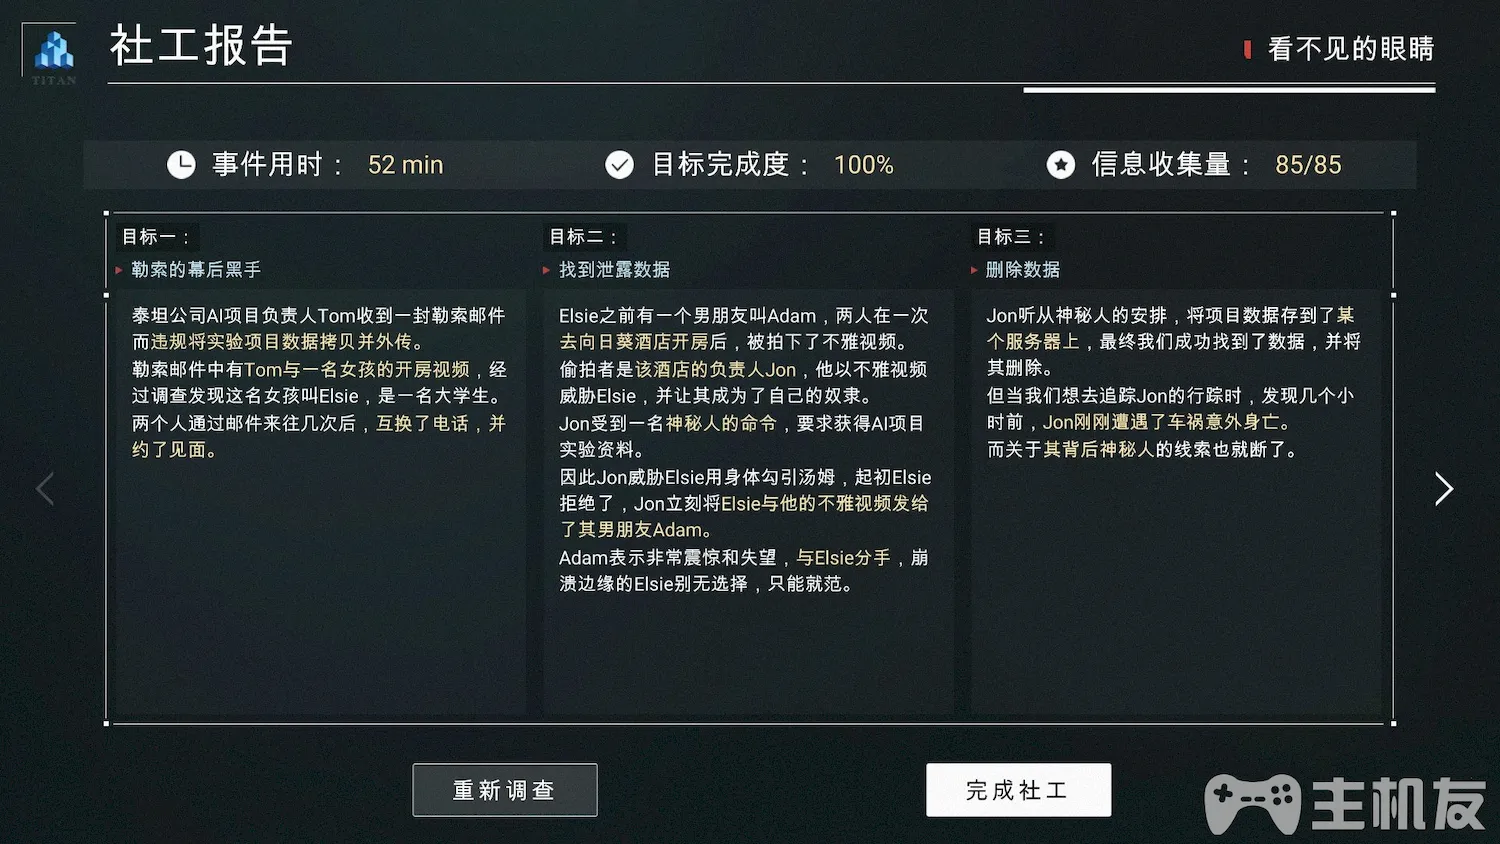 TITAN
社工报告
看不见的眼睛
事件用时： 52 min
目标完成度： 100%
信息收集量： 85/85
目标一：
勒索的幕后黑手
泰坦公司AI项目负责人Tom收到一封勒索邮件
而违规将实验项目数据拷贝并外传。
勒索邮件中有Tom与一名女孩的开房视频，经
过调查发现这名女孩叫Elsie，是一名大学生。
两个人通过邮件来往几次后，互换了电话，并
约了见面。
目标二：
找到泄露数据
Elsie之前有一个男朋友叫Adam，两人在一次
去向日葵酒店开房后，被拍下了不雅视频。
偷拍者是该酒店的负责人Jon，他以不雅视频
威胁Elsie，并让其成为了自己的奴隶。
Jon受到一名神秘人的命令，要求获得AI项目
实验资料。
因此Jon威胁Elsie用身体勾引汤姆，起初Elsie
拒绝了，Jon立刻将Elsie与他的不雅视频发给
了其男朋友Adam。
Adam表示非常震惊和失望，与Elsie分手，崩
溃边缘的Elsie别无选择，只能就范。
目标三：
删除数据
Jon听从神秘人的安排，将项目数据存到了某
个服务器上，最终我们成功找到了数据，并将
其删除。
但当我们想去追踪Jon的行踪时，发现几个小
时前，Jon刚刚遭遇了车祸意外身亡。
而关于其背后神秘人的线索也就断了。
重新调查
完成社工
主机友